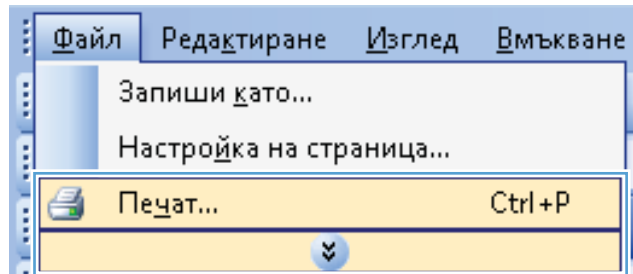 Файл Редактиране Изглед Вмъкване
Запиши като...
Настройка на страница...
Печат... Ctrl+P